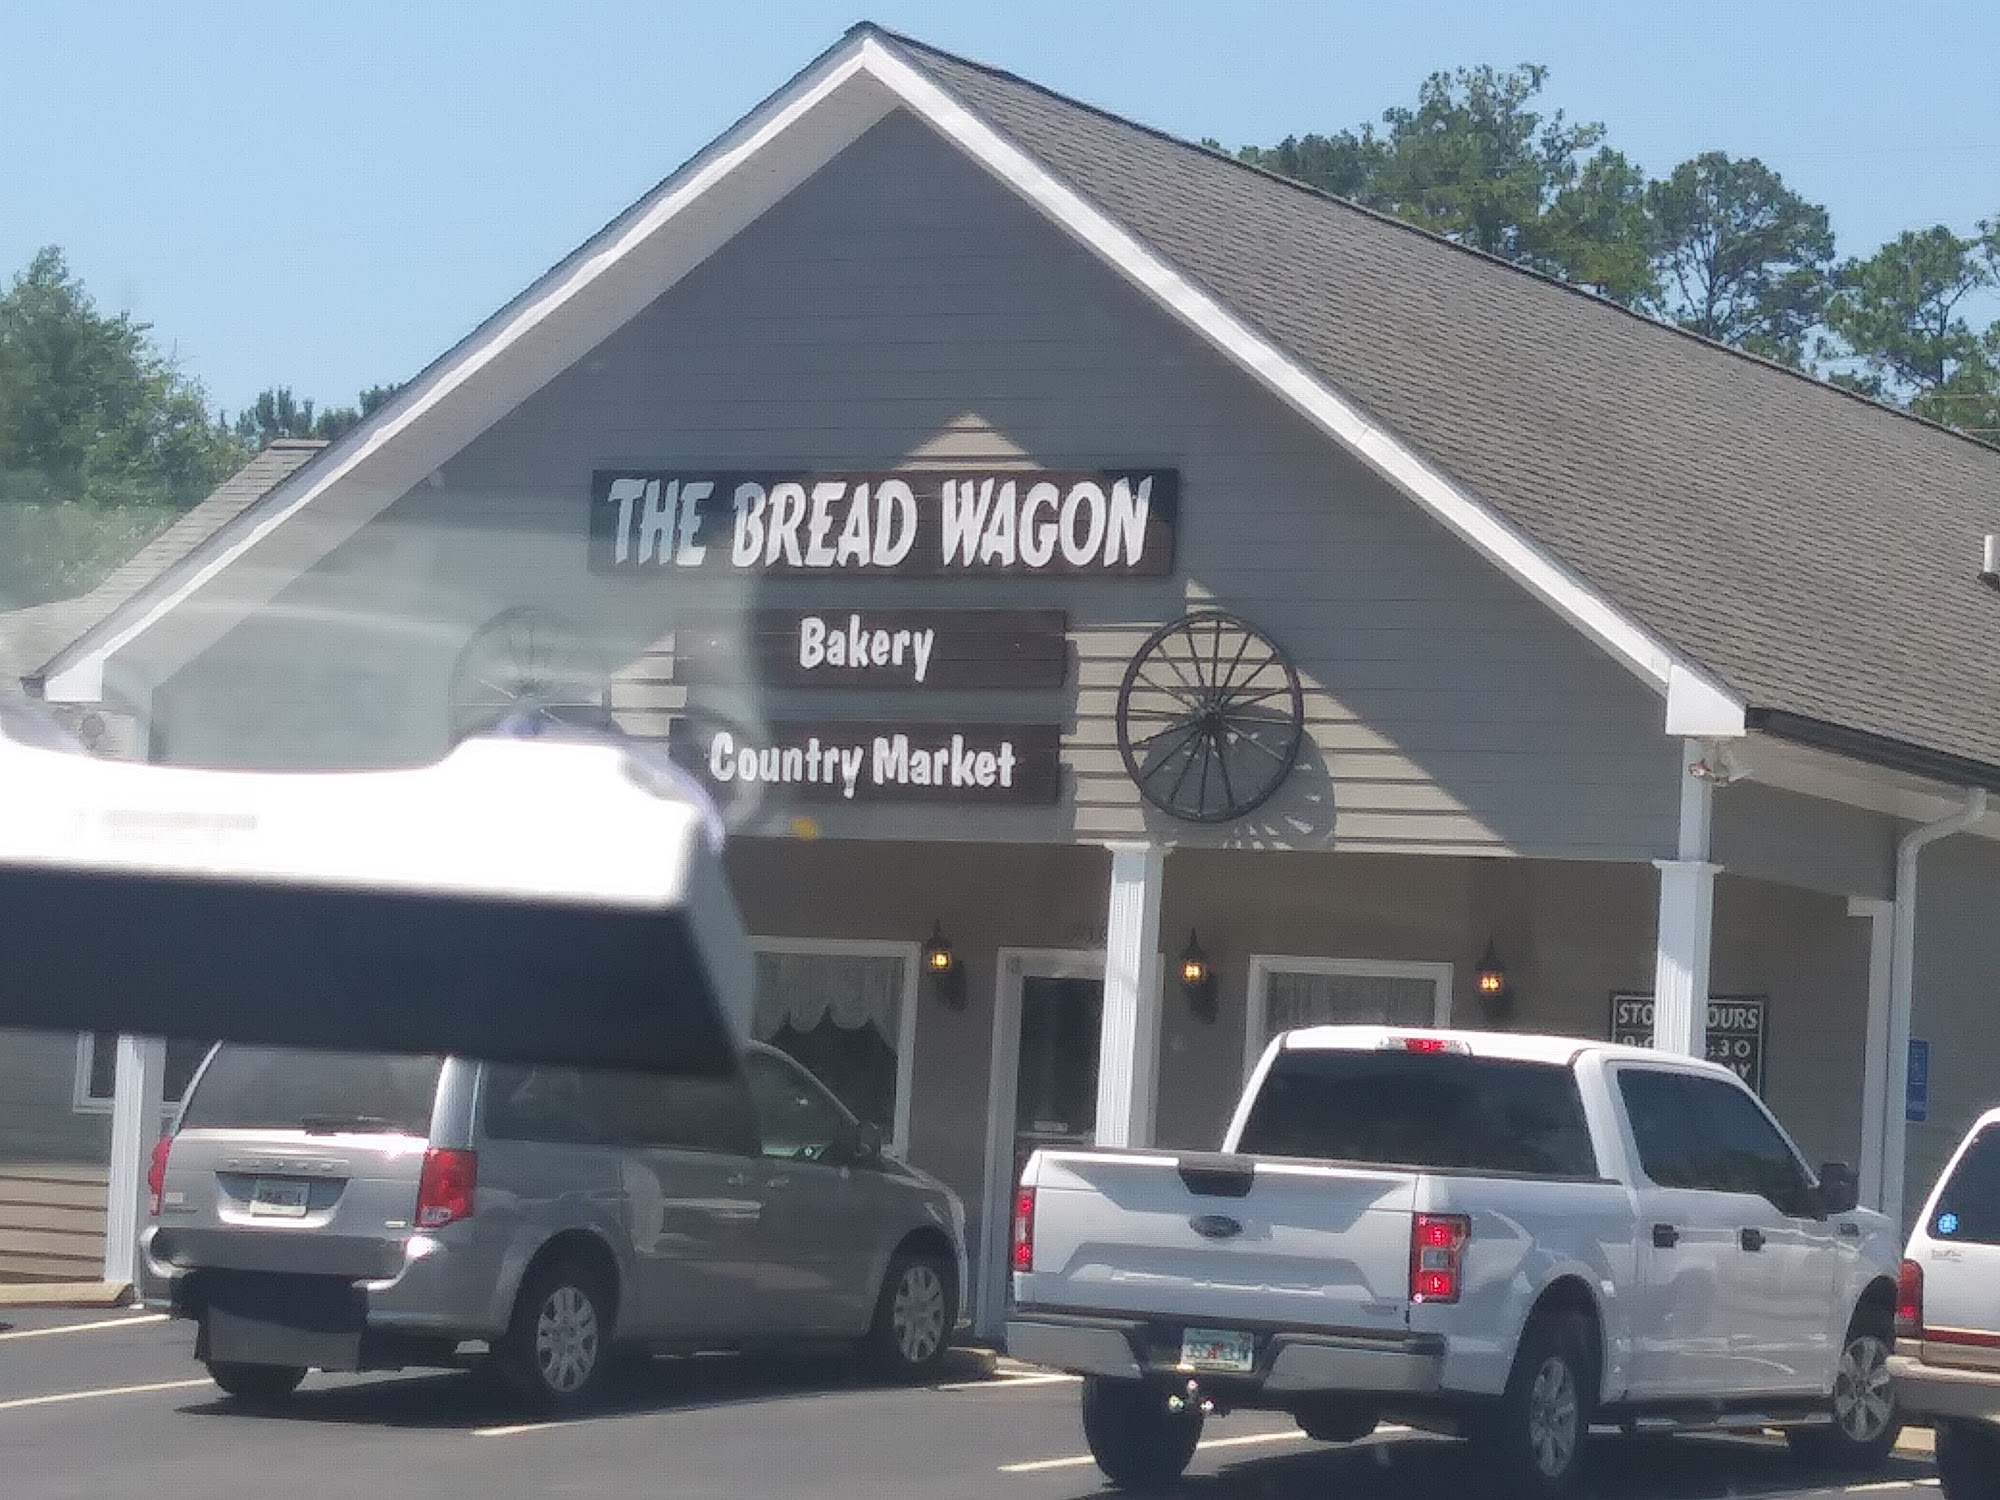 THE BREAD WAGON
Bakery
Country Market